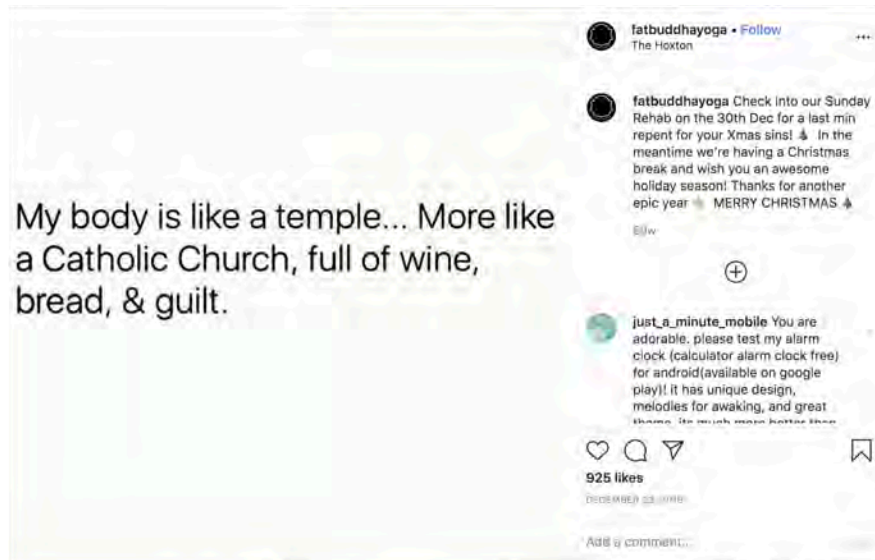 My body is like a temple... More like
a Catholic Church, full of wine,
bread, & guilt.
fatbuddhayoga • Follow
The Hoxton
fatbuddhayoga Check into our Sunday
Rehab on the 30th Dec for a last min
repent for your Xmas sins! In the
meantime we're having a Christmas
break and wish you an awesome
holiday season! Thanks for another
epic year MERRY CHRISTMAS
just_a_minute_mobile You are
adorable. please test my alarm
clock (calculator alarm clock free)
for android(available on google
play)! it has unique design,
melodies for awaking, and great
925 likes
DECEMBER
Add a comment...